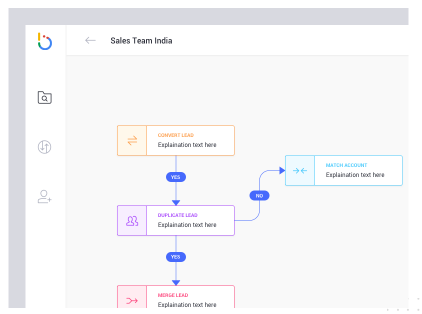 Sales Team India
CONVERT LEAD
Explaination text here
YES
MATCH ACCOUNT
Explaination text here
NO
DUPLICATE LEAD
Explaination text here
YES
MERGE LEAD
Explaination text here